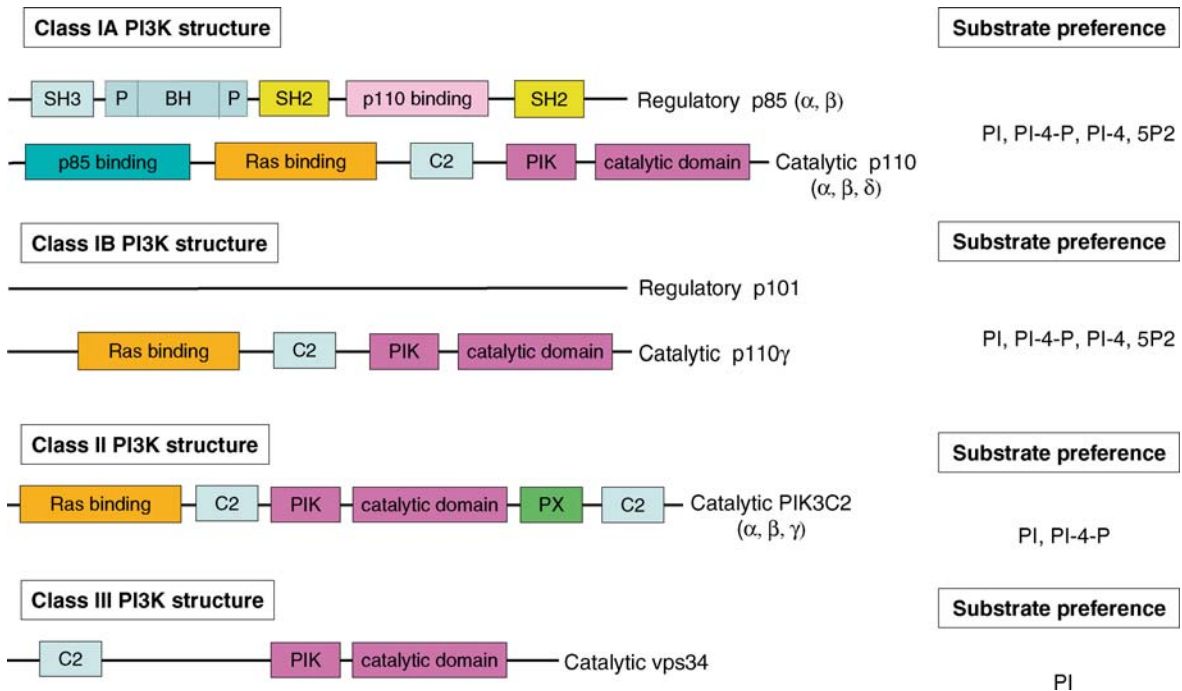 Class IA PI3K structure
Substrate preference
SH3 P BH P SH2 p110 binding SH2 Regulatory p85 (α, β)
PI, PI-4-P, PI-4, 5P2
p85 binding Ras binding C2 PIK catalytic domain Catalytic p110
(α, β, δ)
Class IB PI3K structure
Substrate preference
Regulatory p101
Ras binding C2 PIK catalytic domain Catalytic p110γ
PI, PI-4-P, PI-4, 5P2
Class II PI3K structure
Substrate preference
Ras binding C2 PIK catalytic domain PX C2 Catalytic PIK3C2
(α, β, γ)
PI, PI-4-P
Class III PI3K structure
Substrate preference
C2 PIK catalytic domain Catalytic vps34
PI